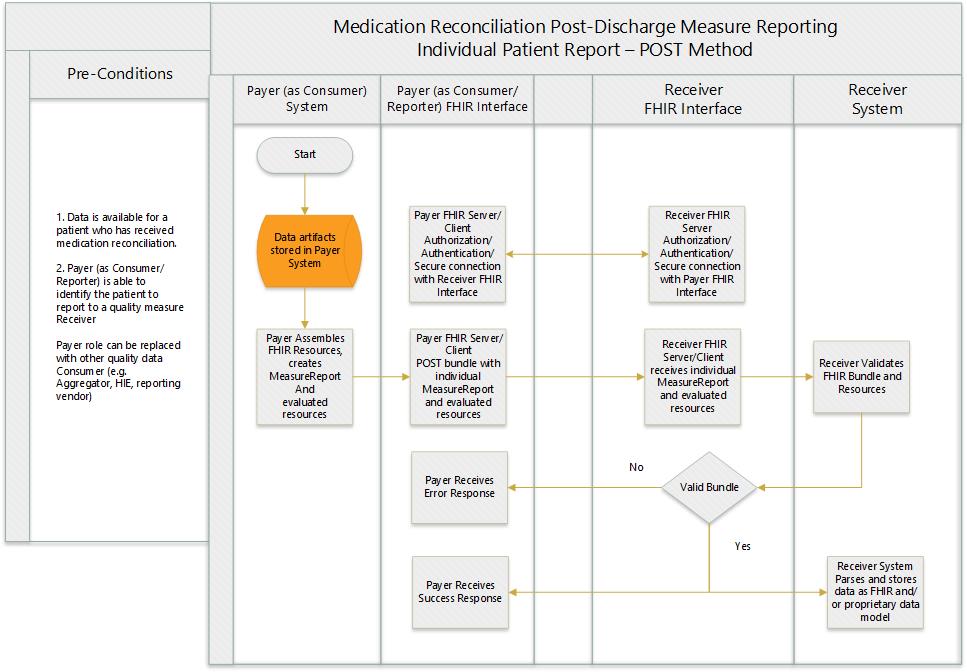 Medication Reconciliation Post-Discharge Measure Reporting
Individual Patient Report – POST Method
Pre-Conditions
1. Data is available for a
patient who has received
medication reconciliation.
2. Payer (as Consumer/
Reporter) is able to
identify the patient to
report to a quality measure
Receiver
Payer role can be replaced
with other quality data
Consumer (e.g.
Aggregator, HIE, reporting
vendor)
Payer (as Consumer)
System
Payer (as Consumer/
Reporter) FHIR Interface
Receiver
FHIR Interface
Receiver
System
Start
Data artifacts
stored in Payer
System
Payer FHIR Server/
Client
Authorization/
Authentication/
Secure connection
with Receiver FHIR
Interface
Receiver FHIR
Server
Authorization/
Authentication/
Secure connection
with Payer FHIR
Interface
Payer Assembles
FHIR Resources,
creates
MeasureReport
And
evaluated
resources
Payer FHIR Server/
Client
POST bundle with
individual
MeasureReport
and evaluated
resources
Receiver FHIR
Server/Client
receives individual
MeasureReport
and evaluated
resources
Receiver Validates
FHIR Bundle and
Resources
Payer Receives
Error Response
No
Valid Bundle
Yes
Payer Receives
Success Response
Receiver System
Parses and stores
data as FHIR and/
or proprietary data
model